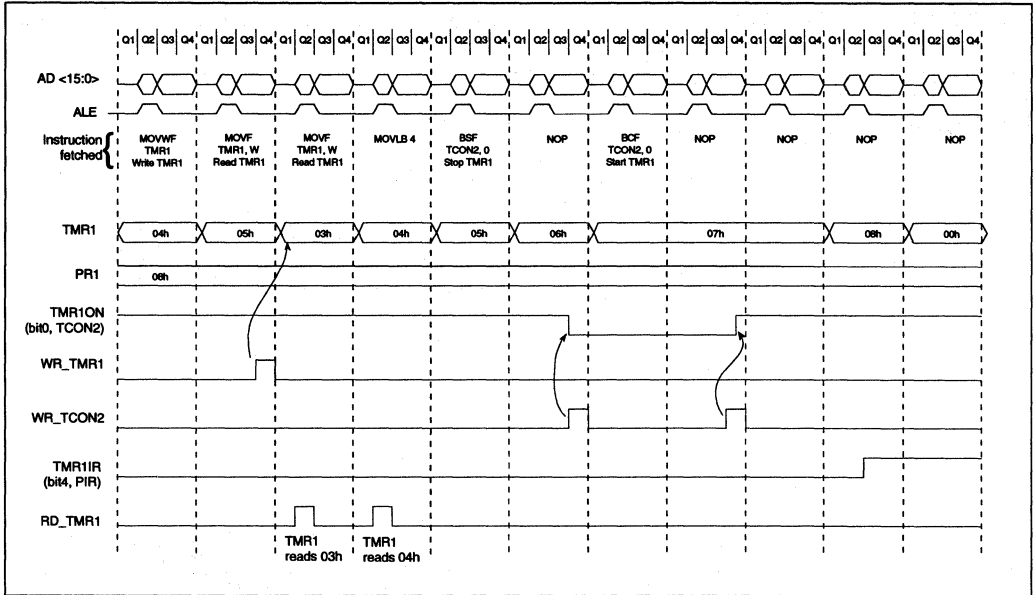 Q1 Q2 Q3 Q4 Q1 Q2 Q3 Q4 Q1 Q2 Q3 Q4 Q1 Q2 Q3 Q4 Q1 Q2 Q3 Q4 Q1 Q2 Q3 Q4 Q1 Q2 Q3 Q4 Q1 Q2 Q3 Q4 Q1 Q2 Q3 Q4 Q1 Q2 Q3 Q4 Q1 Q2 Q3 Q4
AD <15:0>
ALE
Instruction
fetched
MOVWF
TMR1
Write TMR1
MOVF
TMR1, W
Read TMR1
MOVF
TMR1, W
Read TMR1
MOVLB 4
BSF
TCON2, 0
Stop TMR1
NOP
BCF
TCON2, 0
Start TMR1
NOP
NOP
NOP
NOP
TMR1 04h 05h 03h 04h 05h 06h 07h 08h 00h
PR1 08h
TMR1ON
(bit0, TCON2)
WR_TMR1
WR_TCON2
TMR1IR
(bit4, PIR)
RD_TMR1
TMR1
reads 03h
TMR1
reads 04h